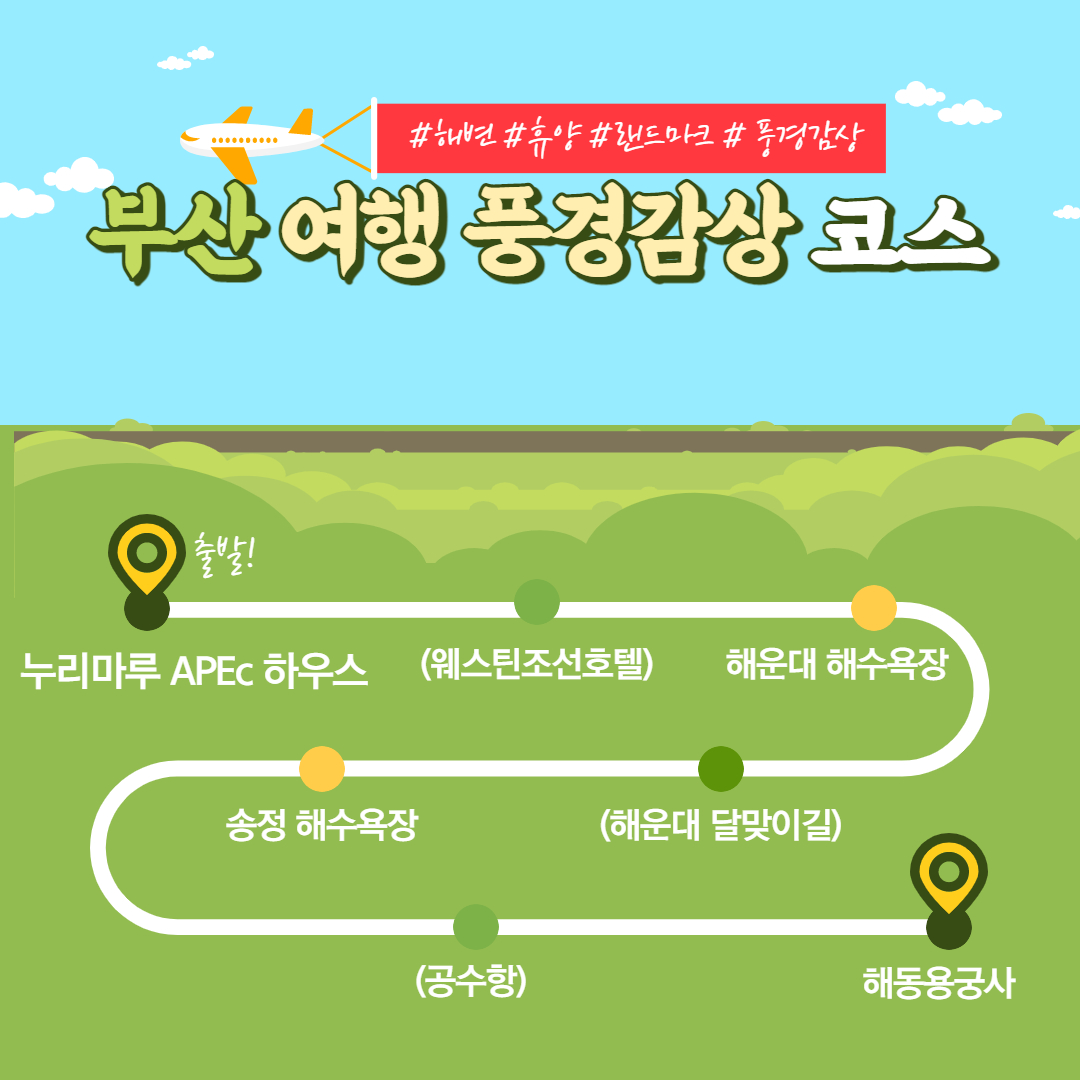 #해변 #휴양 #랜드마크 # 풍경감상
부산 여행 풍경감상 코스
출발!
누리마루 APEc 하우스
(웨스틴조선호텔)
해운대 해수욕장
송정 해수욕장
(해운대 달맞이길)
(공수항)
해동용궁사